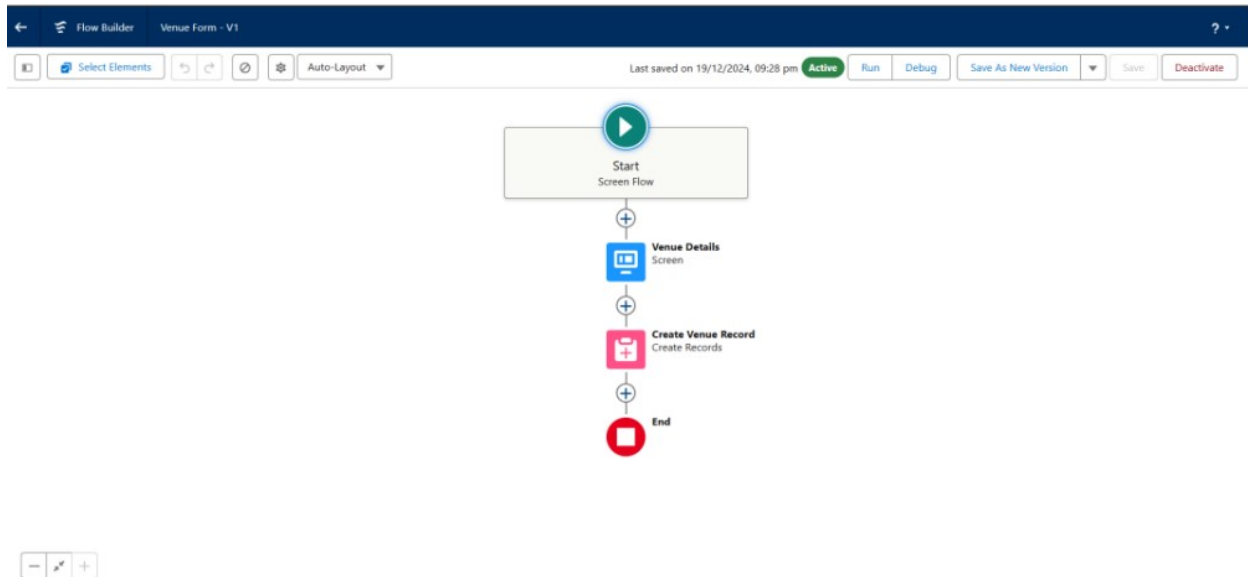 Flow Builder Venue Form - V1 ?
Select Elements Auto-Layout Last saved on 19/12/2024, 09:28 pm Active Run Debug Save As New Version Save Deactivate
Start
Screen Flow
Venue Details
Screen
Create Venue Record
Create Records
End